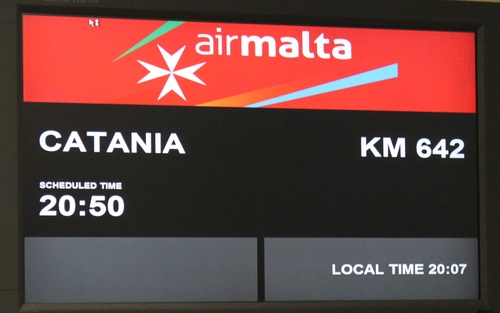 airmalta
CATANIA
KM 642
SCHEDULED TIME
20:50
LOCAL TIME 20:07